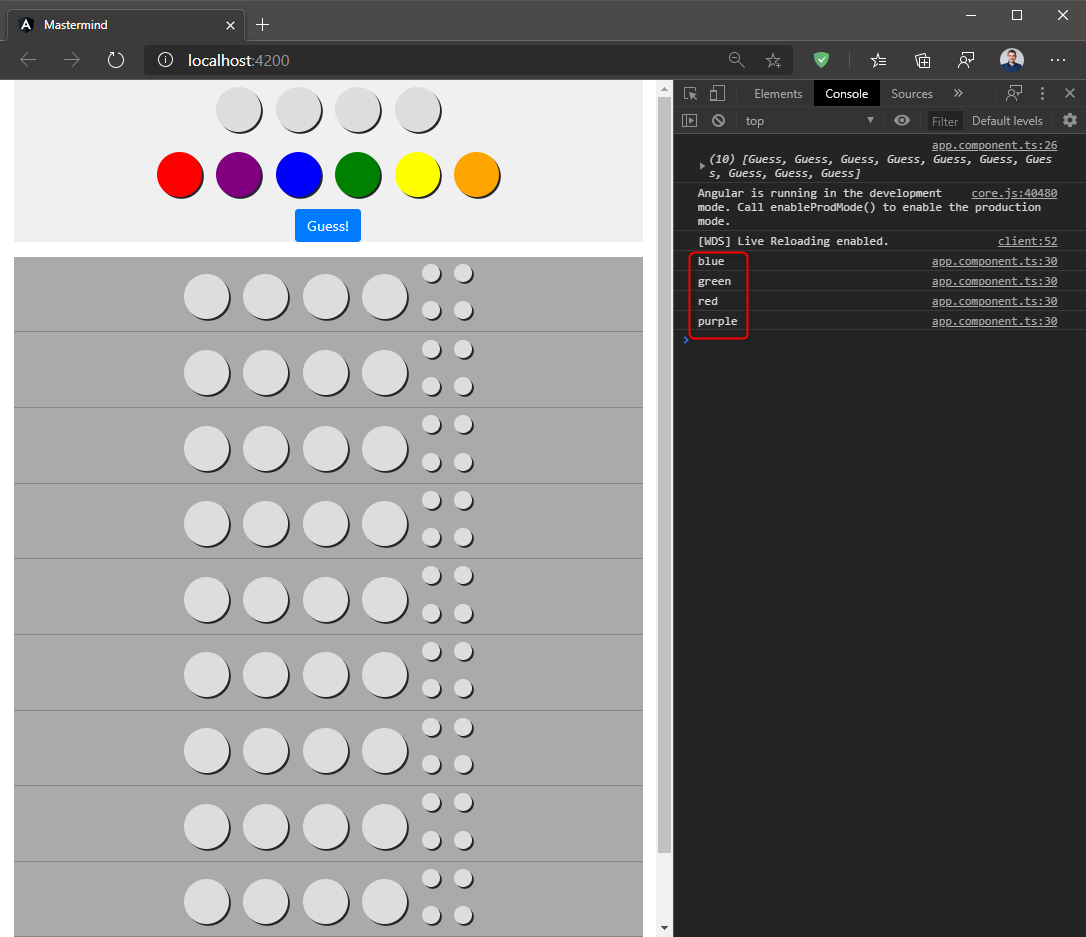 Mastermind
localhost:4200
Guess!
Elements Console Sources »
top Filter Default levels
app.component.ts:26
(10) [Guess, Guess, Guess, Guess, Guess, Guess, Gues
s, Guess, Guess, Guess]
Angular is running in the development core.js:40480
mode. Call enableProdMode() to enable the production
mode.
[WDS] Live Reloading enabled. client:52
blue app.component.ts:30
green app.component.ts:30
red app.component.ts:30
purple app.component.ts:30